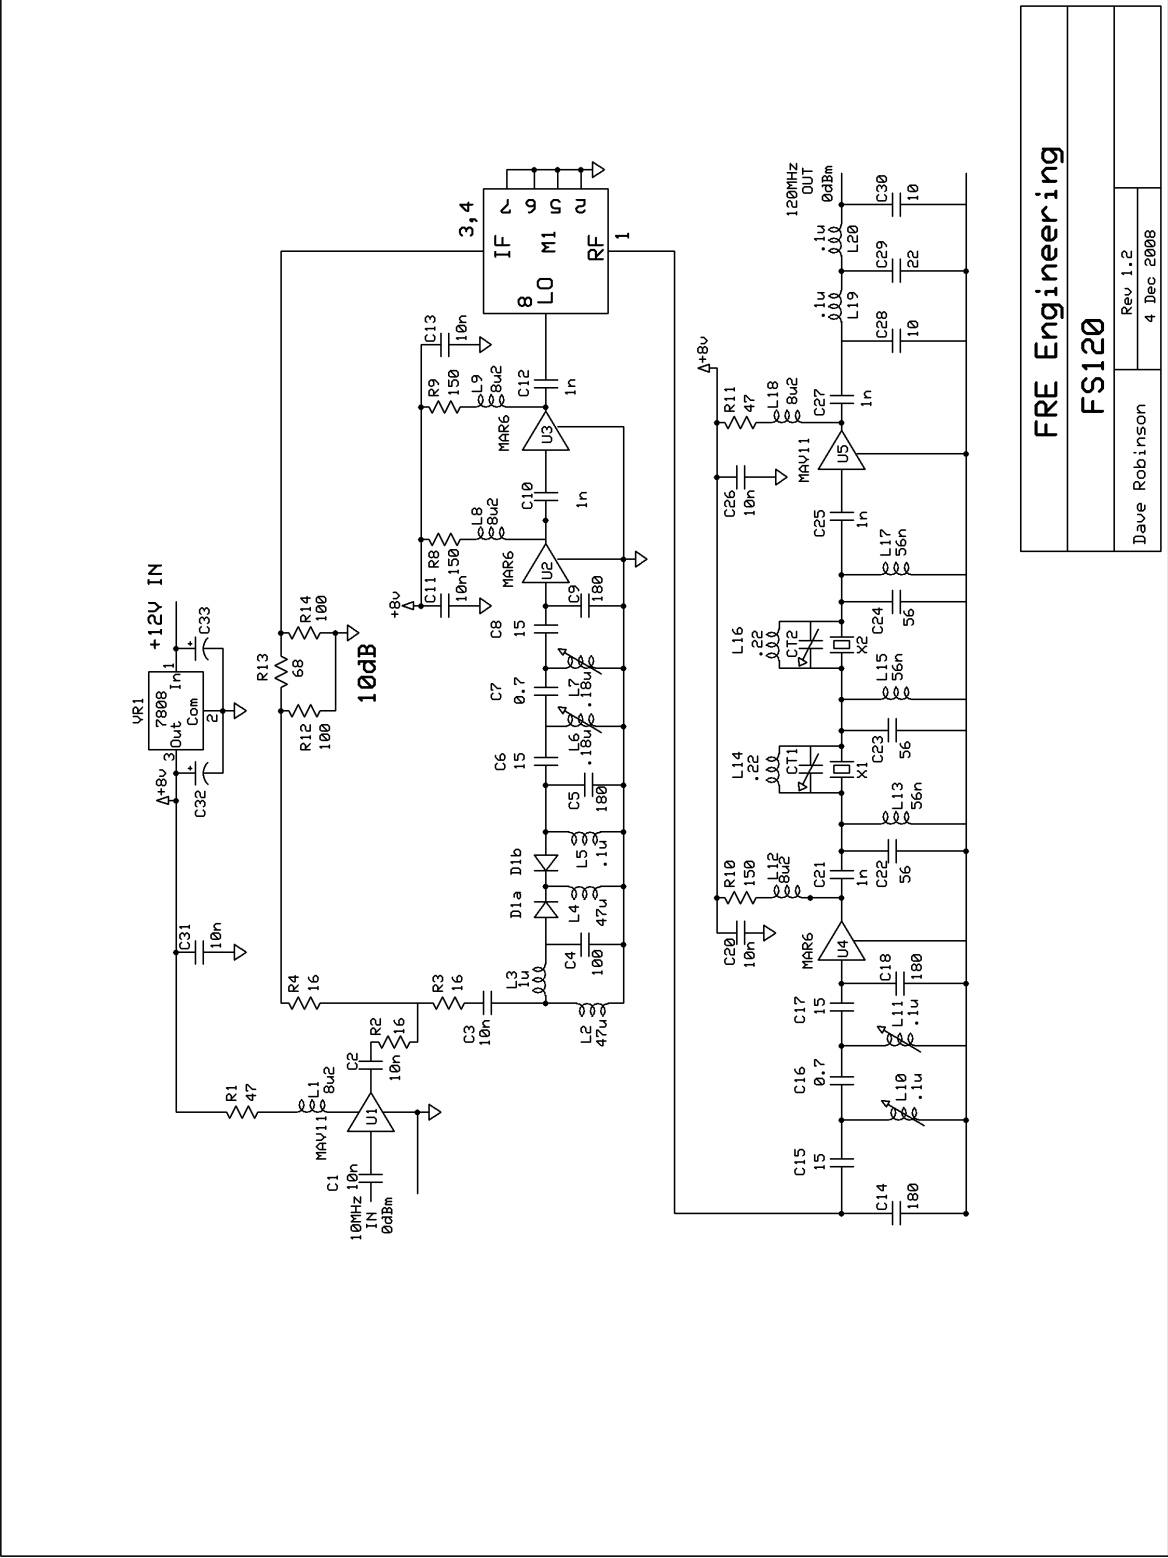 +12V IN
VR1
7808
In
1
Out
3
Com
2
+8v
C33
C32
C31
10n
R1
47
L1
8u2
MAV11
U1
C1
10n
10MHz
IN
0dBm
C2
10n
R2
16
R4
16
R3
16
C3
10n
R13
68
R14
100
R12
100
10dB
L3
1u
L2
47u
C4
100
L4
47u
D1a
D1b
L5
.1u
C5
180
C6
15
L6
.18u
C7
0.7
L7
.18u
C8
15
C9
180
MAR6
U2
+8v
C11
10n
R8
150
L8
8u2
C10
1n
MAR6
U3
R9
150
L9
8u2
C13
10n
C12
1n
3,4
IF
M1
RF
8
LO
1
7
6
5
2
C14
180
C15
15
L10
.1u
C16
0.7
L11
.1u
C17
15
C18
180
MAR6
U4
C20
10n
R10
150
L12
8u2
C21
1n
C22
56
L13
56n
L14
.22
CT1
X1
C23
56
L15
56n
L16
.22
CT2
X2
C24
56
L17
56n
C25
1n
MAV11
U5
C26
10n
+8v
R11
47
L18
8u2
C27
1n
C28
10
.1u
L19
C29
22
.1u
L20
C30
10
120MHz
OUT
0dBm
FRE Engineering
FS120
Dave Robinson
Rev 1.2
4 Dec 2008